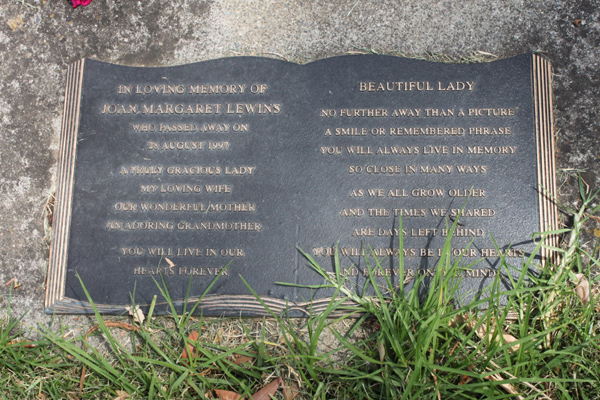 IN LOVING MEMORY OF
JOAN MARGARET LEWINS
WHO PASSED AWAY ON
28 AUGUST 1997
A TRULY GRACIOUS LADY
MY LOVING WIFE
OUR WONDERFUL MOTHER
AN ADORING GRANDMOTHER
YOU WILL LIVE IN OUR
HEARTS FOREVER
BEAUTIFUL LADY
NO FURTHER AWAY THAN A PICTURE
A SMILE OR REMEMBERED PHRASE
YOU WILL ALWAYS LIVE IN MEMORY
SO CLOSE IN MANY WAYS
AS WE ALL GROW OLDER
AND THE TIMES WE SHARED
ARE DAYS LEFT BEHIND
YOU WILL ALWAYS BE IN OUR HEARTS
AND FOREVER ON OUR MINDS